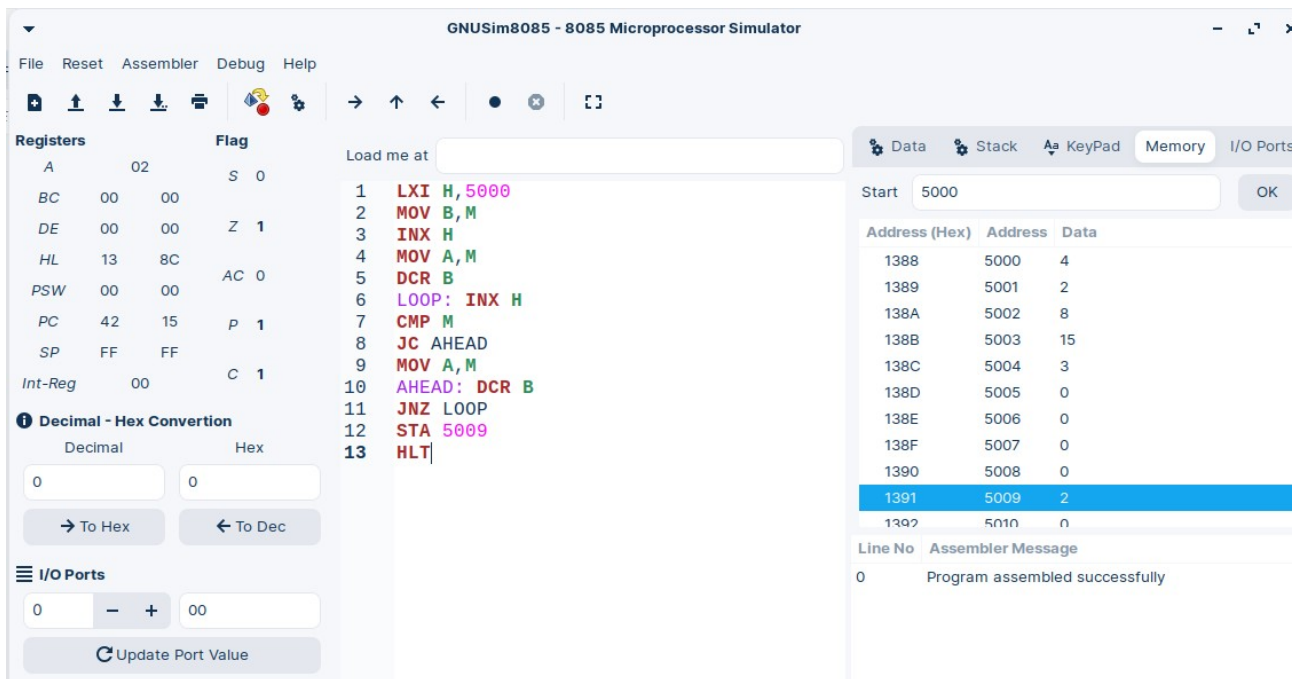 GNUSim8085 - 8085 Microprocessor Simulator
File Reset Assembler Debug Help
Registers
Flag
A 02
BC 00 00
DE 00 00
HL 13 8C
PSW 00 00
PC 42 15
SP FF FF
Int-Reg 00
S 0
Z 1
AC 0
P 1
C 1
Decimal - Hex Convertion
Decimal Hex
0 0
To Hex To Dec
I/O Ports
0 − + 00
Update Port Value
Load me at
1 LXI H,5000
2 MOV B,M
3 INX H
4 MOV A,M
5 DCR B
6 LOOP: INX H
7 CMP M
8 JC AHEAD
9 MOV A,M
10 AHEAD: DCR B
11 JNZ LOOP
12 STA 5009
13 HLT
Data Stack Aa KeyPad Memory I/O Ports
Start 5000 OK
Address (Hex) Address Data
1388 5000 4
1389 5001 2
138A 5002 8
138B 5003 15
138C 5004 3
138D 5005 0
138E 5006 0
138F 5007 0
1390 5008 0
1391 5009 2
1392 5010 0
Line No Assembler Message
0 Program assembled successfully